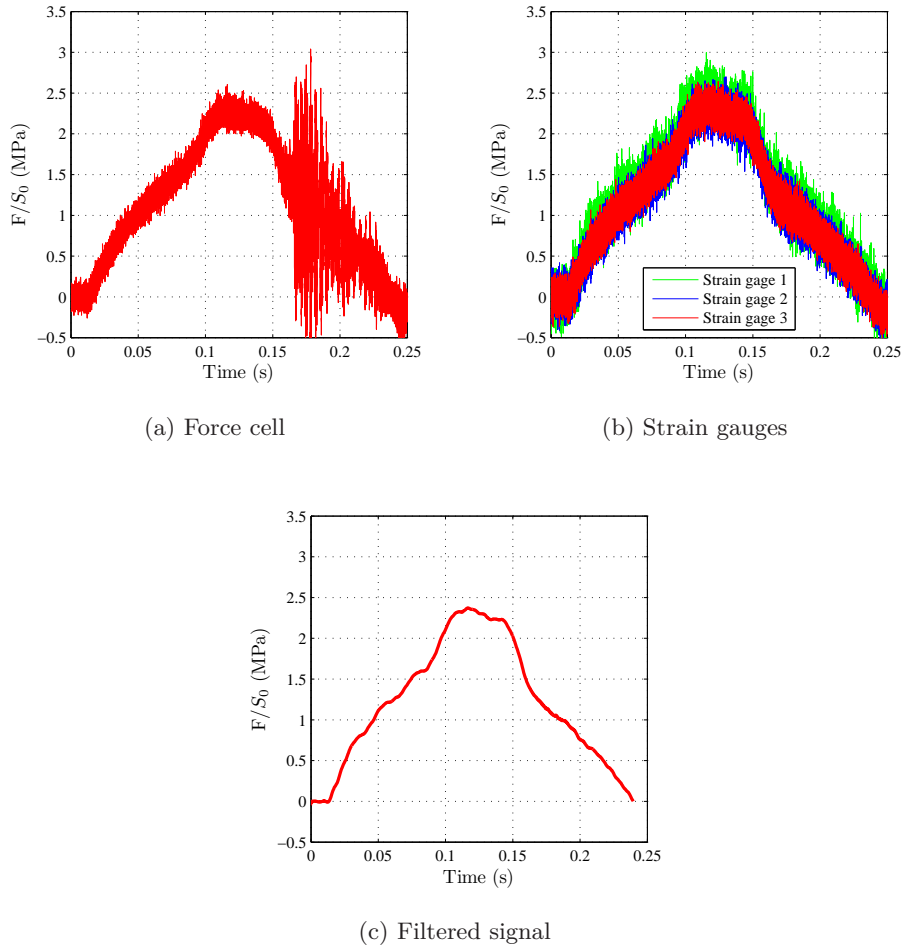 3.5
3
2.5
2
1.5
1
0.5
0
−0.5
F/S0 (MPa)
0 0.05 0.1 0.15 0.2 0.25
Time (s)
(a) Force cell
3.5
3
2.5
2
1.5
1
0.5
0
−0.5
F/S0 (MPa)
Strain gage 1
Strain gage 2
Strain gage 3
0 0.05 0.1 0.15 0.2 0.25
Time (s)
(b) Strain gauges
3.5
3
2.5
2
1.5
1
0.5
0
−0.5
F/S0 (MPa)
0 0.05 0.1 0.15 0.2 0.25
Time (s)
(c) Filtered signal